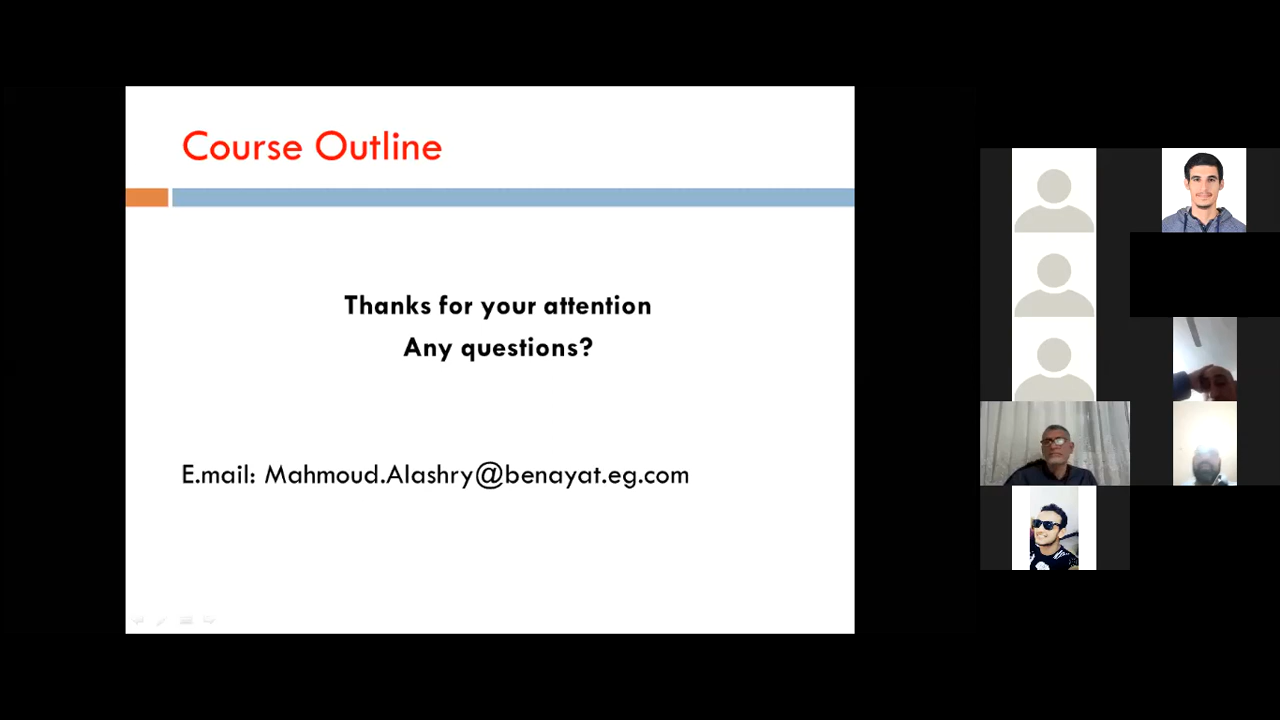 Course Outline
Thanks for your attention
Any questions?
E.mail: Mahmoud.Alashry@benayat.eg.com